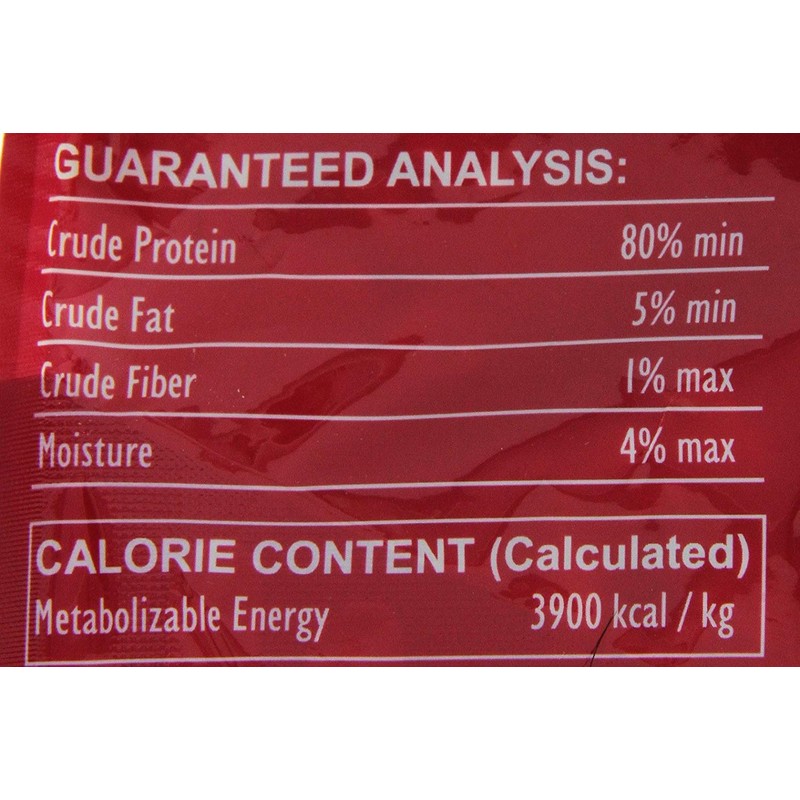 GUARANTEED ANALYSIS:
Crude Protein 80% min
Crude Fat 5% min
Crude Fiber 1% max
Moisture 4% max
CALORIE CONTENT (Calculated)
Metabolizable Energy 3900 kcal / kg